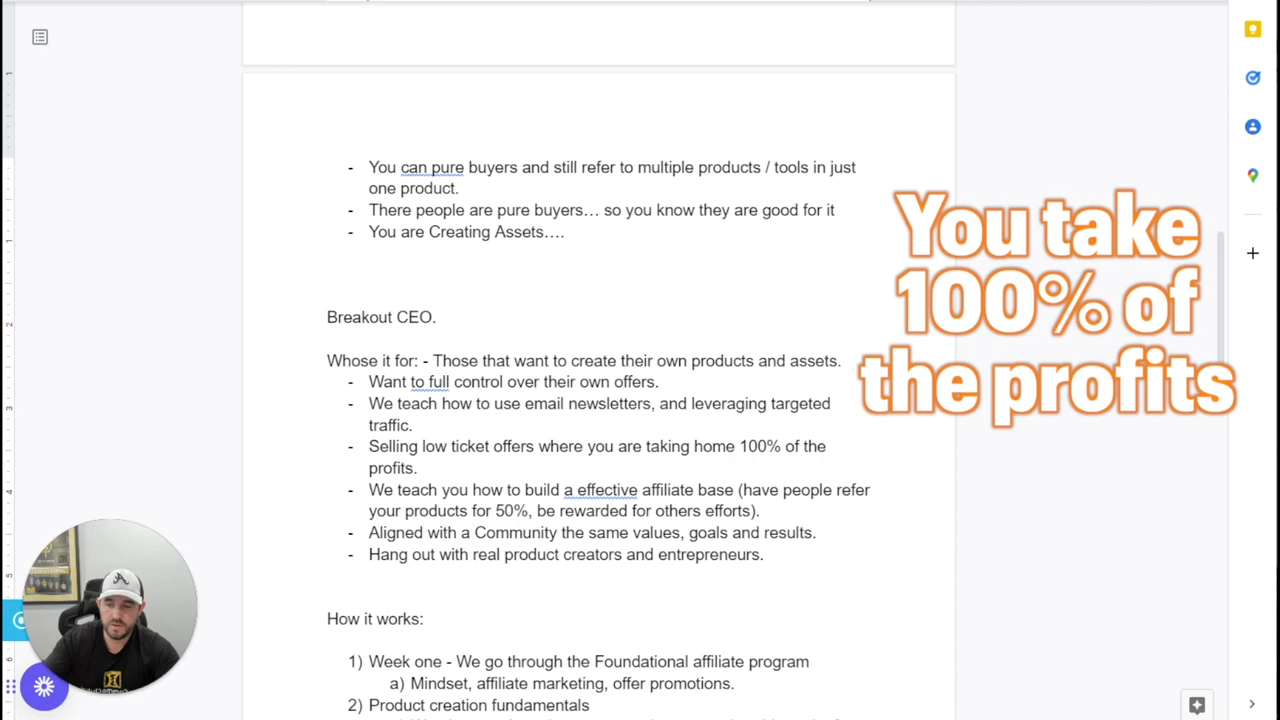 - You can pure buyers and still refer to multiple products / tools in just
one product.
- There people are pure buyers… so you know they are good for it
- You are Creating Assets….
Breakout CEO.
Whose it for: - Those that want to create their own products and assets.
- Want to full control over their own offers.
- We teach how to use email newsletters, and leveraging targeted
traffic.
- Selling low ticket offers where you are taking home 100% of the
profits.
- We teach you how to build a effective affiliate base (have people refer
your products for 50%, be rewarded for others efforts).
- Aligned with a Community the same values, goals and results.
- Hang out with real product creators and entrepreneurs.
How it works:
1) Week one - We go through the Foundational affiliate program
a) Mindset, affiliate marketing, offer promotions.
2) Product creation fundamentals
You take
100% of
the profits
1
1
2
3
4
5
6